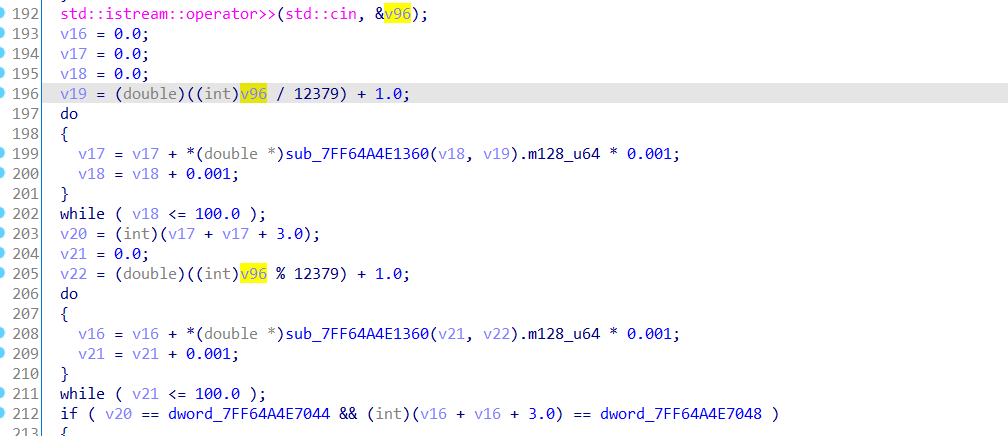 192 std::istream::operator>>(std::cin, &v96);
193 v16 = 0.0;
194 v17 = 0.0;
195 v18 = 0.0;
196 v19 = (double)((int)v96 / 12379) + 1.0;
197 do
198 {
199 v17 = v17 + *(double *)sub_7FF64A4E1360(v18, v19).m128_u64 * 0.001;
200 v18 = v18 + 0.001;
201 }
202 while ( v18 <= 100.0 );
203 v20 = (int)(v17 + v17 + 3.0);
204 v21 = 0.0;
205 v22 = (double)((int)v96 % 12379) + 1.0;
206 do
207 {
208 v16 = v16 + *(double *)sub_7FF64A4E1360(v21, v22).m128_u64 * 0.001;
209 v21 = v21 + 0.001;
210 }
211 while ( v21 <= 100.0 );
212 if ( v20 == dword_7FF64A4E7044 && (int)(v16 + v16 + 3.0) == dword_7FF64A4E7048 )
213 {